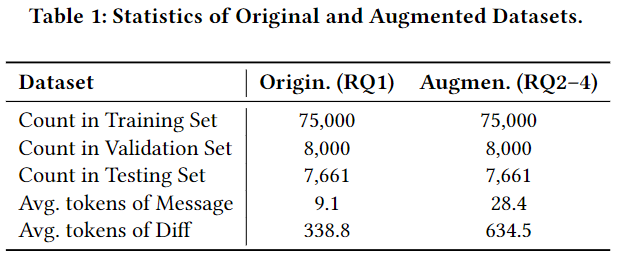 Table 1: Statistics of Original and Augmented Datasets.
Dataset Origin. (RQ1) Augmen. (RQ2–4)
Count in Training Set 75,000 75,000
Count in Validation Set 8,000 8,000
Count in Testing Set 7,661 7,661
Avg. tokens of Message 9.1 28.4
Avg. tokens of Diff 338.8 634.5